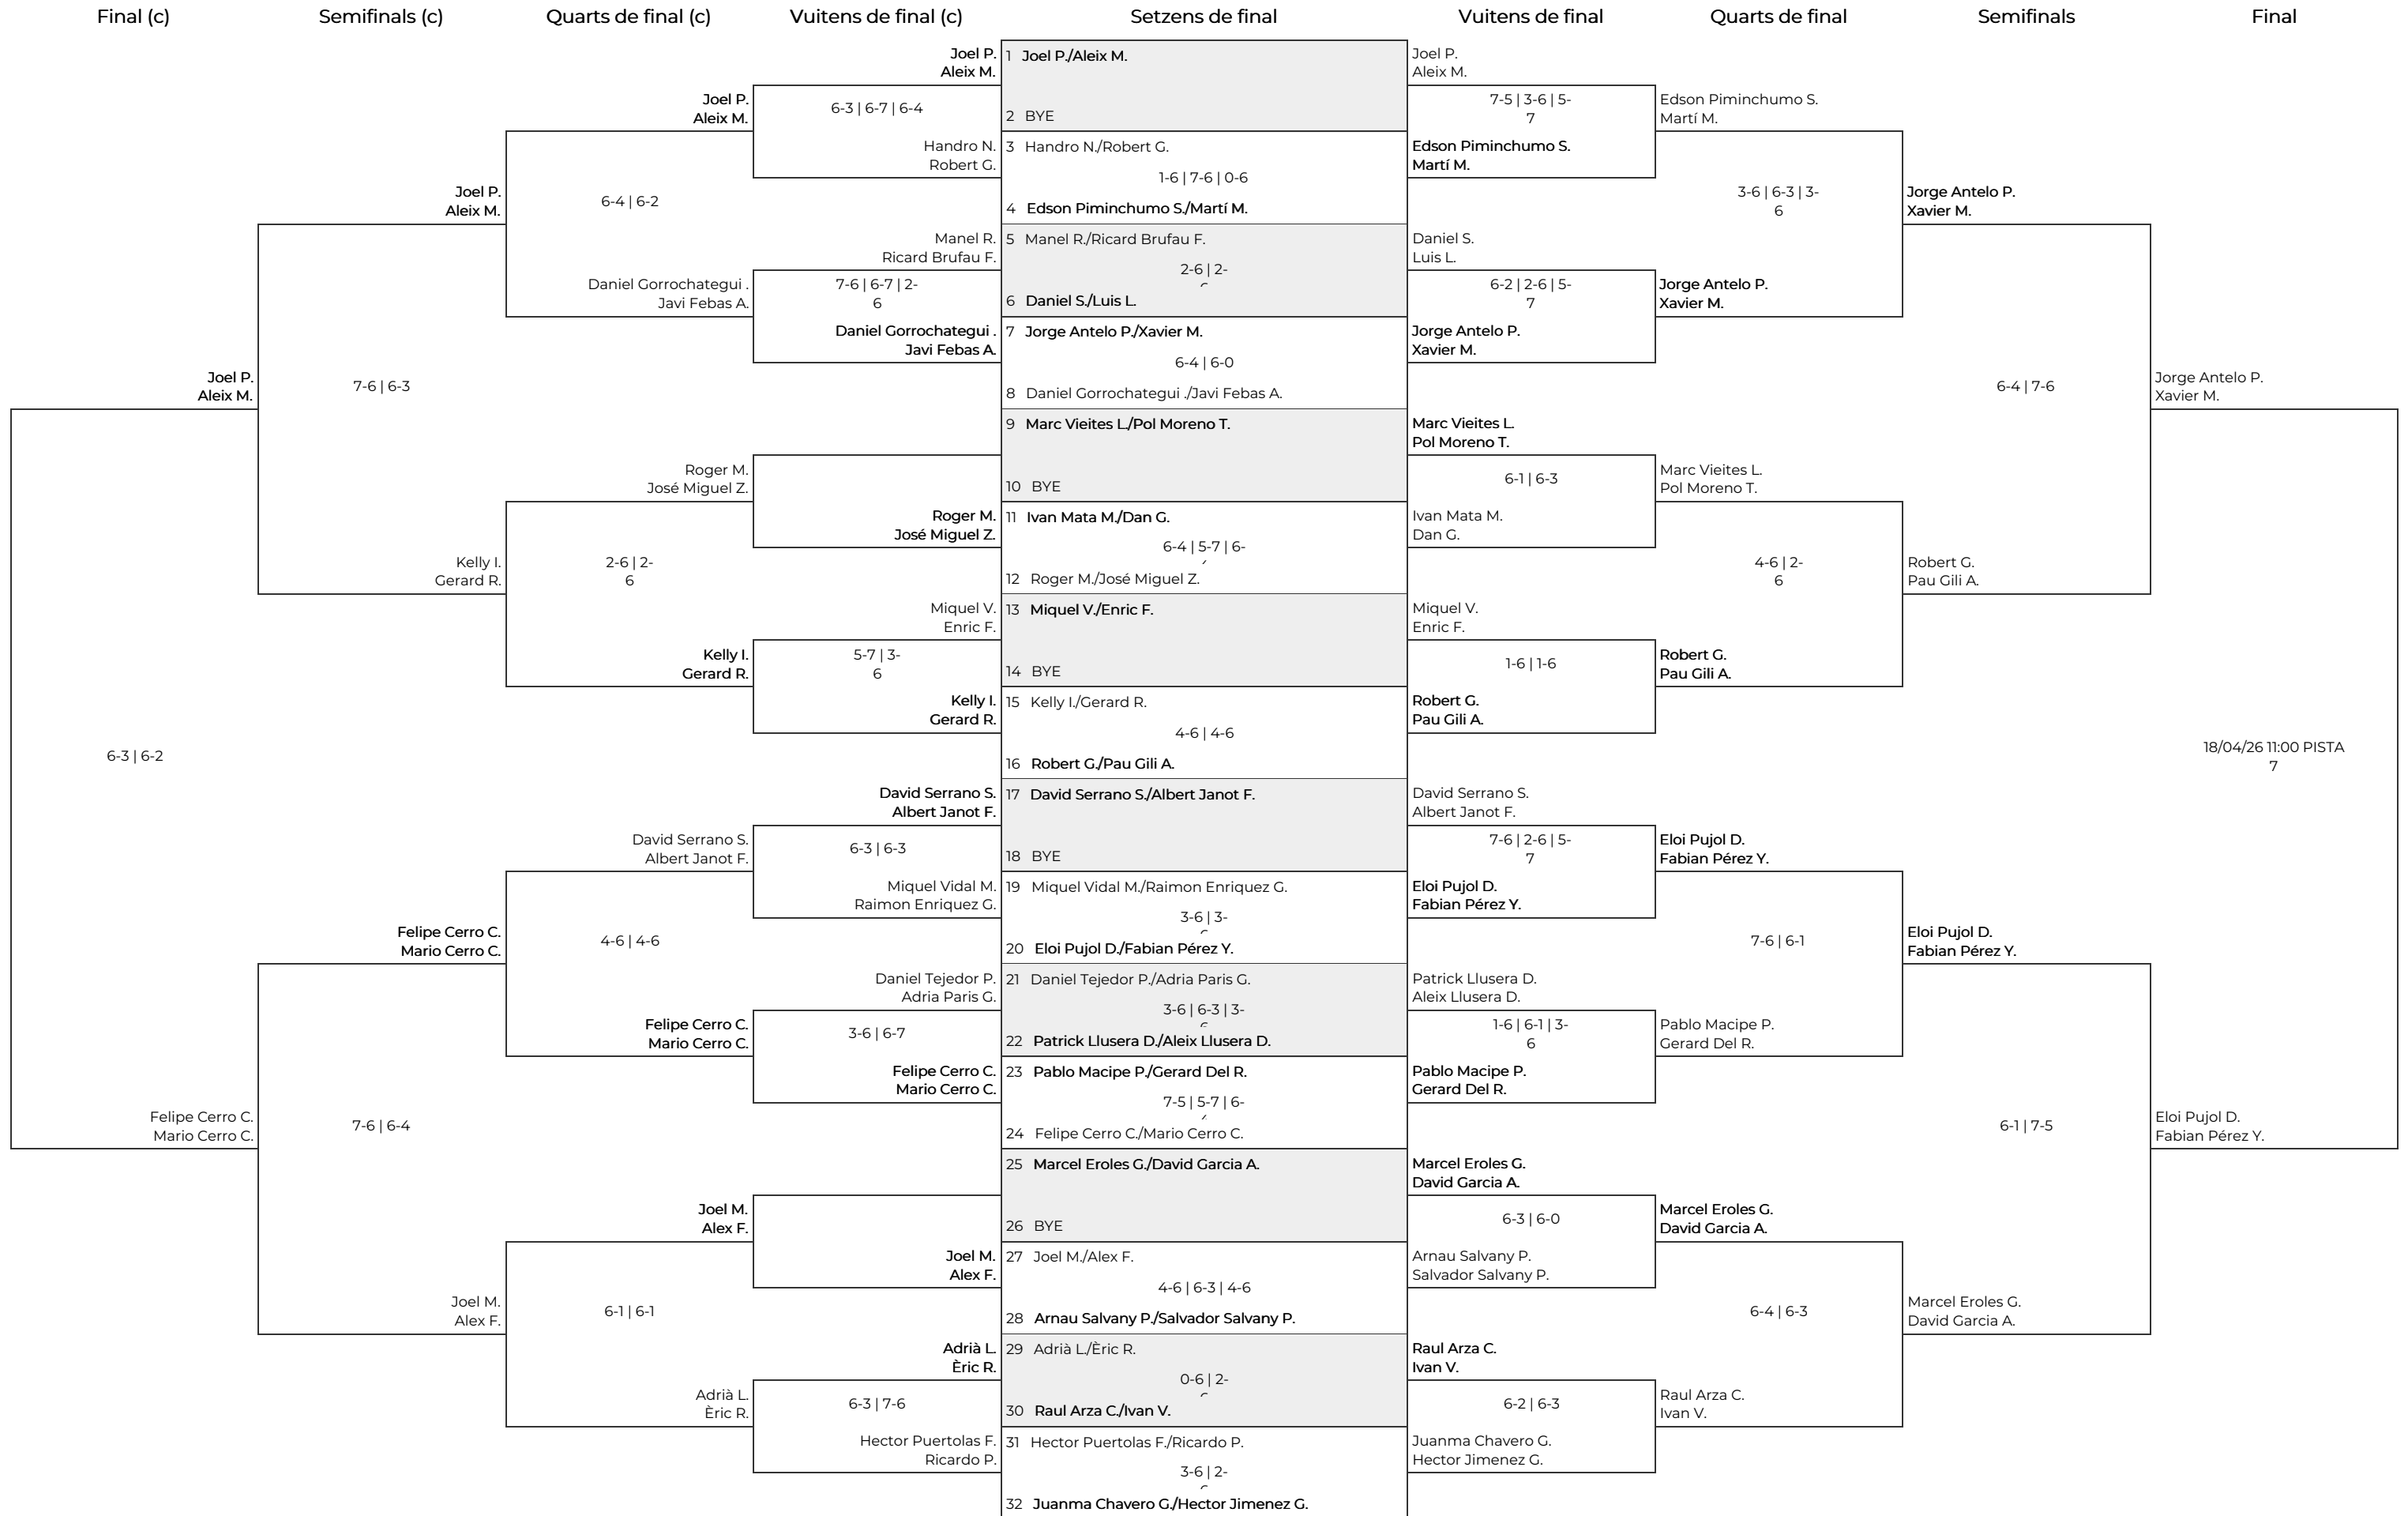 Final (c)
Semifinals (c)
Quarts de final (c)
Vuitens de final (c)
Setzens de final
Vuitens de final
Quarts de final
Semifinals
Final
Joel P.
Aleix M.
6-3 | 6-2
Felipe Cerro C.
Mario Cerro C.
Joel P.
Aleix M.
7-6 | 6-3
Kelly I.
Gerard R.
Felipe Cerro C.
Mario Cerro C.
7-6 | 6-4
Joel M.
Alex F.
Joel P.
Aleix M.
6-4 | 6-2
Daniel Gorrochategui .
Javi Febas A.
Roger M.
José Miguel Z.
2-6 | 2-
6
Kelly I.
Gerard R.
David Serrano S.
Albert Janot F.
4-6 | 4-6
Felipe Cerro C.
Mario Cerro C.
Joel M.
Alex F.
6-1 | 6-1
Adrià L.
Èric R.
Joel P.
Aleix M.
6-3 | 6-7 | 6-4
Handro N.
Robert G.
Manel R.
Ricard Brufau F.
7-6 | 6-7 | 2-
6
Daniel Gorrochategui .
Javi Febas A.
Roger M.
José Miguel Z.
Miquel V.
Enric F.
5-7 | 3-
6
Kelly I.
Gerard R.
David Serrano S.
Albert Janot F.
6-3 | 6-3
Miquel Vidal M.
Raimon Enriquez G.
Daniel Tejedor P.
Adria Paris G.
3-6 | 6-7
Felipe Cerro C.
Mario Cerro C.
Joel M.
Alex F.
Adrià L.
Èric R.
6-3 | 7-6
Hector Puertolas F.
Ricardo P.
1 Joel P./Aleix M.
2 BYE
3 Handro N./Robert G.
1-6 | 7-6 | 0-6
4 Edson Piminchumo S./Martí M.
5 Manel R./Ricard Brufau F.
2-6 | 2-
6 Daniel S./Luis L.
7 Jorge Antelo P./Xavier M.
6-4 | 6-0
8 Daniel Gorrochategui ./Javi Febas A.
9 Marc Vieites L./Pol Moreno T.
10 BYE
11 Ivan Mata M./Dan G.
6-4 | 5-7 | 6-
12 Roger M./José Miguel Z.
13 Miquel V./Enric F.
14 BYE
15 Kelly I./Gerard R.
4-6 | 4-6
16 Robert G./Pau Gili A.
17 David Serrano S./Albert Janot F.
18 BYE
19 Miquel Vidal M./Raimon Enriquez G.
3-6 | 3-
20 Eloi Pujol D./Fabian Pérez Y.
21 Daniel Tejedor P./Adria Paris G.
3-6 | 6-3 | 3-
22 Patrick Llusera D./Aleix Llusera D.
23 Pablo Macipe P./Gerard Del R.
7-5 | 5-7 | 6-
24 Felipe Cerro C./Mario Cerro C.
25 Marcel Eroles G./David Garcia A.
26 BYE
27 Joel M./Alex F.
4-6 | 6-3 | 4-6
28 Arnau Salvany P./Salvador Salvany P.
29 Adrià L./Èric R.
0-6 | 2-
30 Raul Arza C./Ivan V.
31 Hector Puertolas F./Ricardo P.
3-6 | 2-
32 Juanma Chavero G./Hector Jimenez G.
Joel P.
Aleix M.
7-5 | 3-6 | 5-
7
Edson Piminchumo S.
Martí M.
Daniel S.
Luis L.
6-2 | 2-6 | 5-
7
Jorge Antelo P.
Xavier M.
Marc Vieites L.
Pol Moreno T.
6-1 | 6-3
Ivan Mata M.
Dan G.
Miquel V.
Enric F.
1-6 | 1-6
Robert G.
Pau Gili A.
David Serrano S.
Albert Janot F.
7-6 | 2-6 | 5-
7
Eloi Pujol D.
Fabian Pérez Y.
Patrick Llusera D.
Aleix Llusera D.
1-6 | 6-1 | 3-
6
Pablo Macipe P.
Gerard Del R.
Marcel Eroles G.
David Garcia A.
6-3 | 6-0
Arnau Salvany P.
Salvador Salvany P.
Raul Arza C.
Ivan V.
6-2 | 6-3
Juanma Chavero G.
Hector Jimenez G.
Edson Piminchumo S.
Martí M.
3-6 | 6-3 | 3-
6
Jorge Antelo P.
Xavier M.
Marc Vieites L.
Pol Moreno T.
4-6 | 2-
6
Robert G.
Pau Gili A.
Eloi Pujol D.
Fabian Pérez Y.
7-6 | 6-1
Pablo Macipe P.
Gerard Del R.
Marcel Eroles G.
David Garcia A.
6-4 | 6-3
Raul Arza C.
Ivan V.
Jorge Antelo P.
Xavier M.
6-4 | 7-6
Robert G.
Pau Gili A.
Eloi Pujol D.
Fabian Pérez Y.
6-1 | 7-5
Marcel Eroles G.
David Garcia A.
Jorge Antelo P.
Xavier M.
18/04/26 11:00 PISTA
7
Eloi Pujol D.
Fabian Pérez Y.